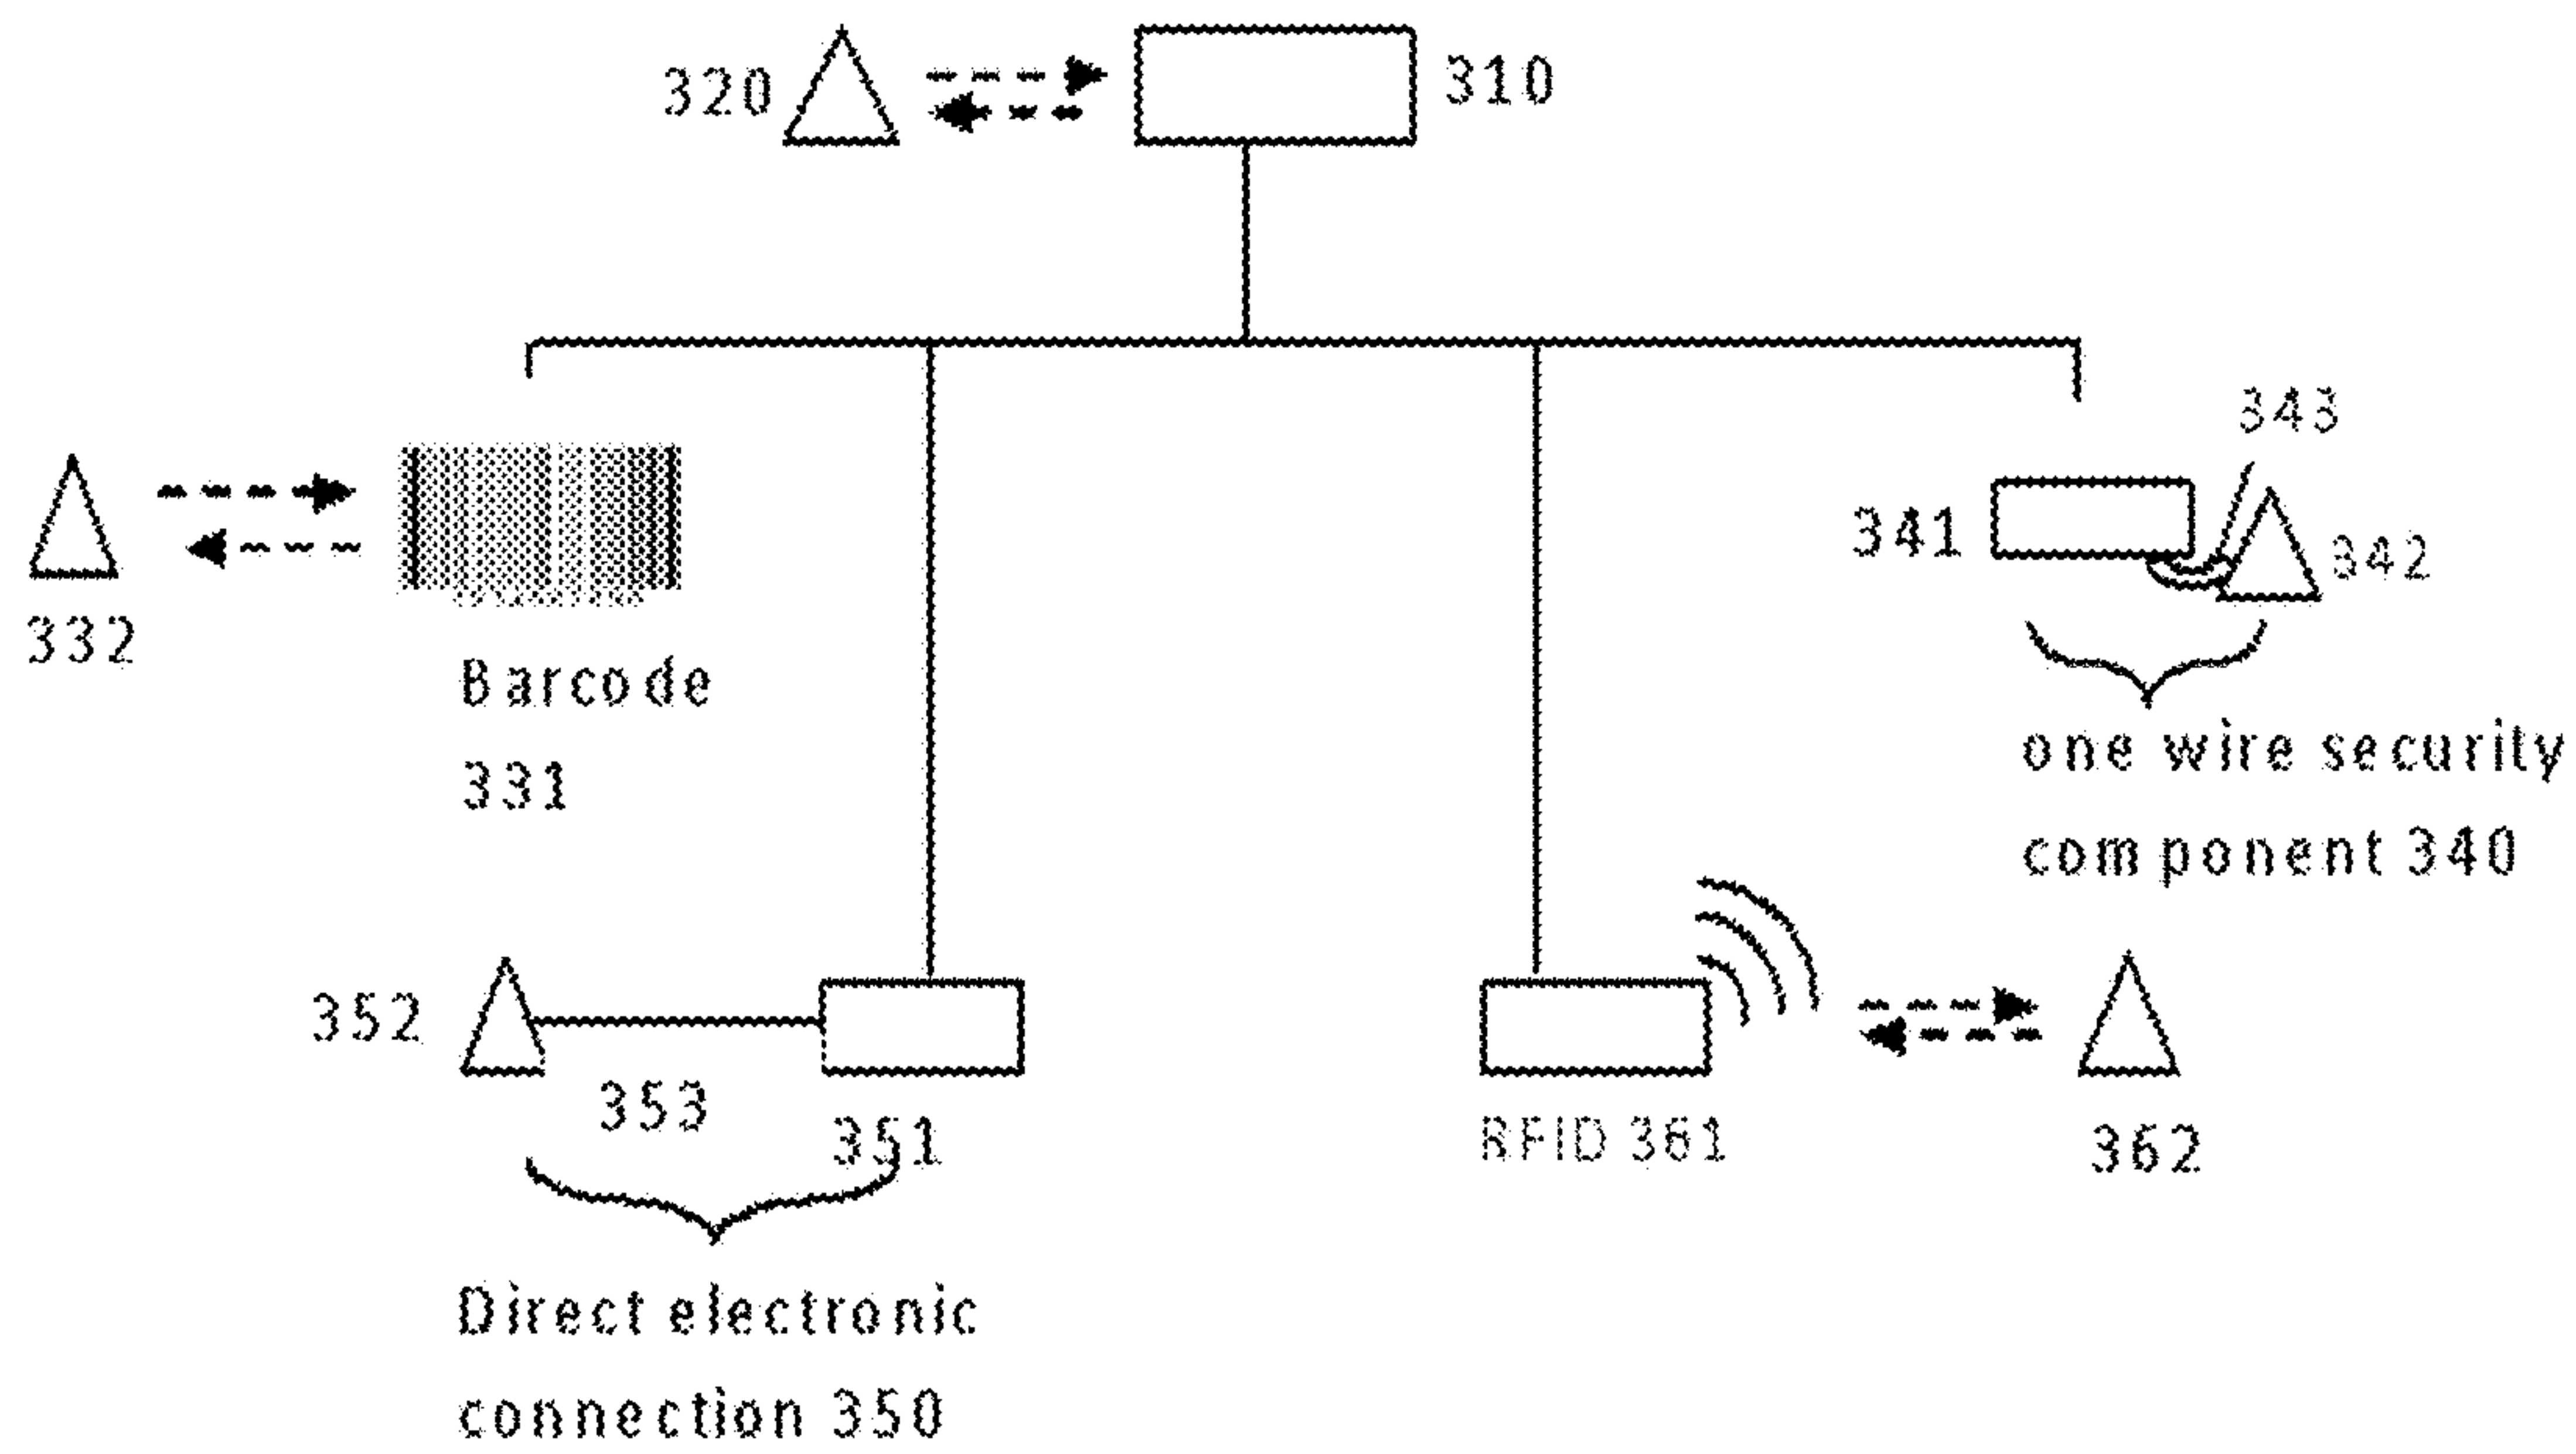 320
310
343
341
342
332
Barcode
331
one wire security
component 340
352
353
351
RFID 361
362
Direct electronic
connection 350